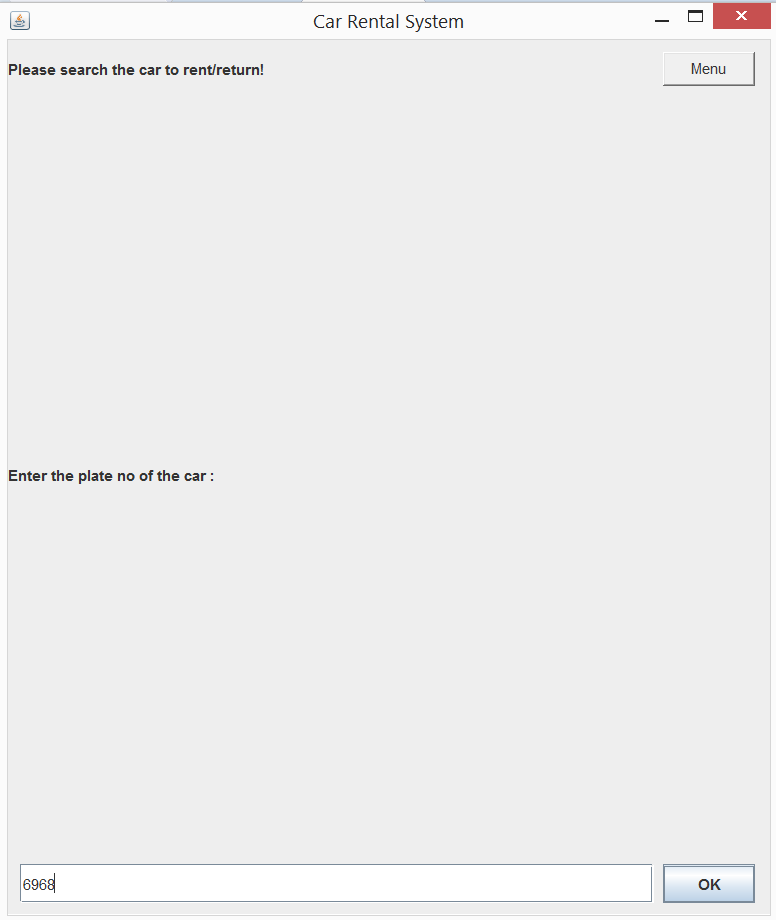 Car Rental System
Please search the car to rent/return!
Menu
Enter the plate no of the car :
6968
OK